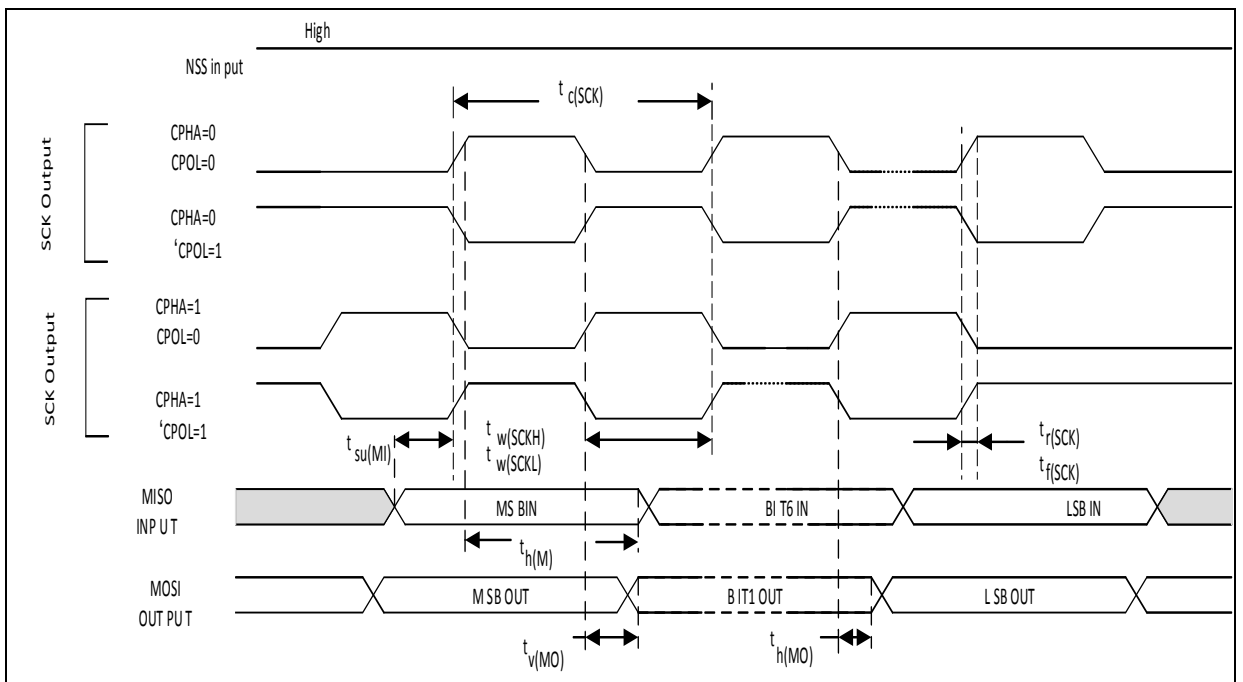 High
NSS in put
t c(SCK)
SCK Output
CPHA=0
CPOL=0
CPHA=0
‘CPOL=1
SCK Output
CPHA=1
CPOL=0
CPHA=1
‘CPOL=1
t su(MI)
t w(SCKH)
t w(SCKL)
t r(SCK)
t f(SCK)
MISO
INP U T
MS BIN
BI T6 IN
LSB IN
t h(M)
MOSI
OUT PUT
M SB OUT
B IT1 OUT
L SB OUT
t v(MO)
t h(MO)